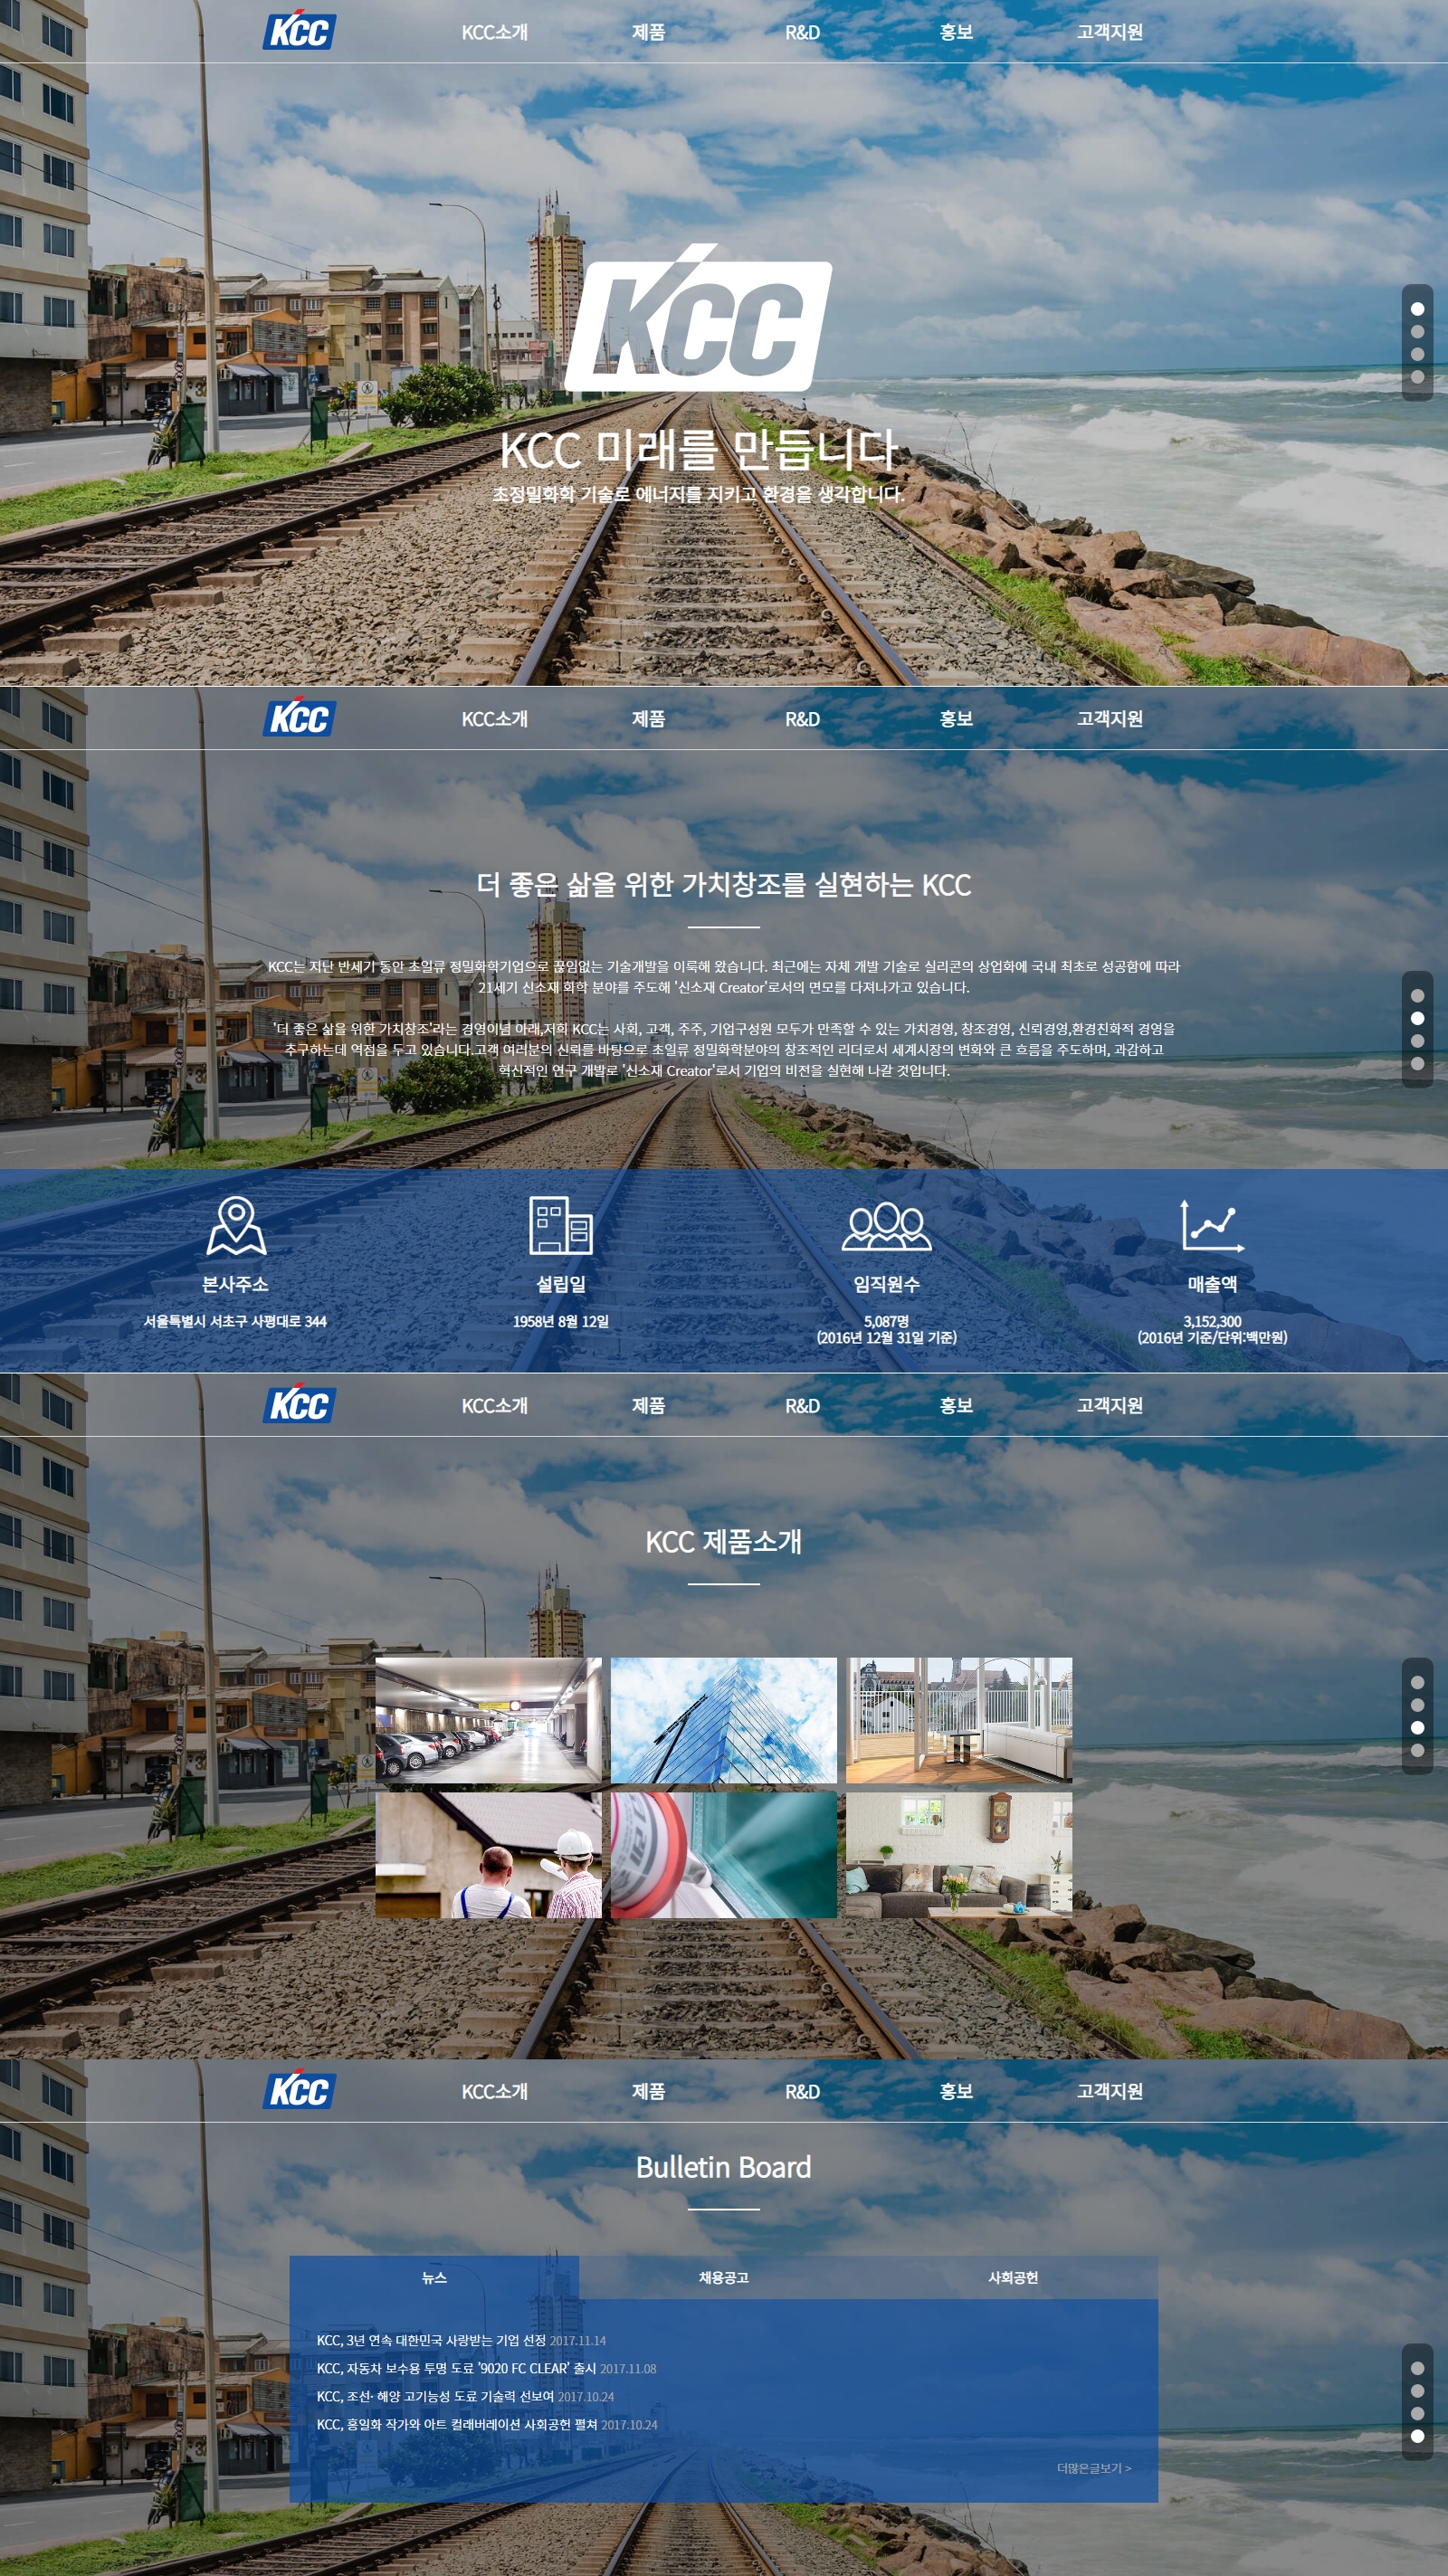 KCC
KCC소개
제품
R&D
홍보
고객지원
KCC
KCC 미래를 만듭니다
초정밀화학 기술로 에너지를 지키고 환경을 생각합니다.
KCC
KCC소개
제품
R&D
홍보
고객지원
더 좋은 삶을 위한 가치창조를 실현하는 KCC
KCC는 지난 반세기 동안 초일류 정밀화학기업으로 끊임없는 기술개발을 이룩해 왔습니다. 최근에는 자체 개발 기술로 실리콘의 상업화에 국내 최초로 성공함에 따라
21세기 신소재 화학 분야를 주도해 '신소재 Creator'로서의 면모를 다져나가고 있습니다.
'더 좋은 삶을 위한 가치창조'라는 경영이념 아래,저희 KCC는 사회, 고객, 주주, 기업구성원 모두가 만족할 수 있는 가치경영, 창조경영, 신뢰경영,환경친화적 경영을
추구하는데 역점을 두고 있습니다.고객 여러분의 신뢰를 바탕으로 초일류 정밀화학분야의 창조적인 리더로서 세계시장의 변화와 큰 흐름을 주도하며, 과감하고
혁신적인 연구 개발로 '신소재 Creator'로서 기업의 비전을 실현해 나갈 것입니다.
본사주소
서울특별시 서초구 사평대로 344
설립일
1958년 8월 12일
임직원수
5,087명
(2016년 12월 31일 기준)
매출액
3,152,300
(2016년 기준/단위:백만원)
KCC
KCC소개
제품
R&D
홍보
고객지원
KCC 제품소개
KCC
KCC소개
제품
R&D
홍보
고객지원
Bulletin Board
뉴스
채용공고
사회공헌
KCC, 3년 연속 대한민국 사랑받는 기업 선정 2017.11.14
KCC, 자동차 보수용 투명 도료 '9020 FC CLEAR' 출시 2017.11.08
KCC, 조선· 해양 고기능성 도료 기술력 선보여 2017.10.24
KCC, 홍일화 작가와 아트 컬래버레이션 사회공헌 펼쳐 2017.10.24
더많은글보기 >